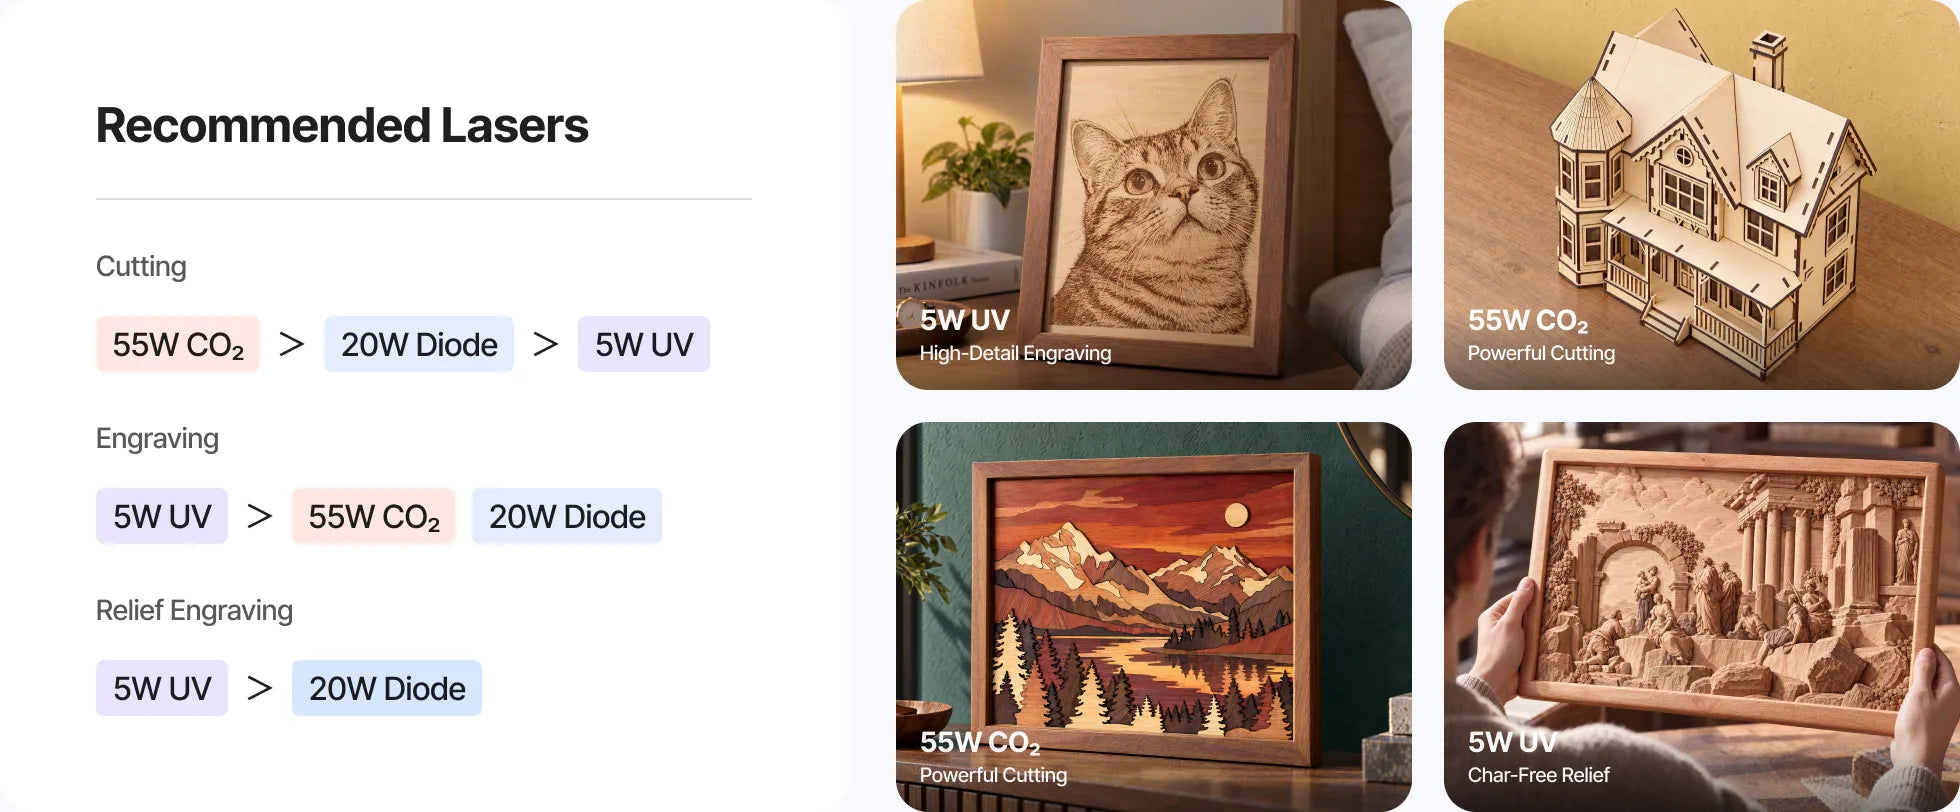 Recommended Lasers
Cutting
55W CO₂ > 20W Diode > 5W UV
Engraving
5W UV > 55W CO₂ 20W Diode
Relief Engraving
5W UV > 20W Diode
The KINFOLK
5W UV
High-Detail Engraving
55W CO₂
Powerful Cutting
55W CO₂
Powerful Cutting
5W UV
Char-Free Relief